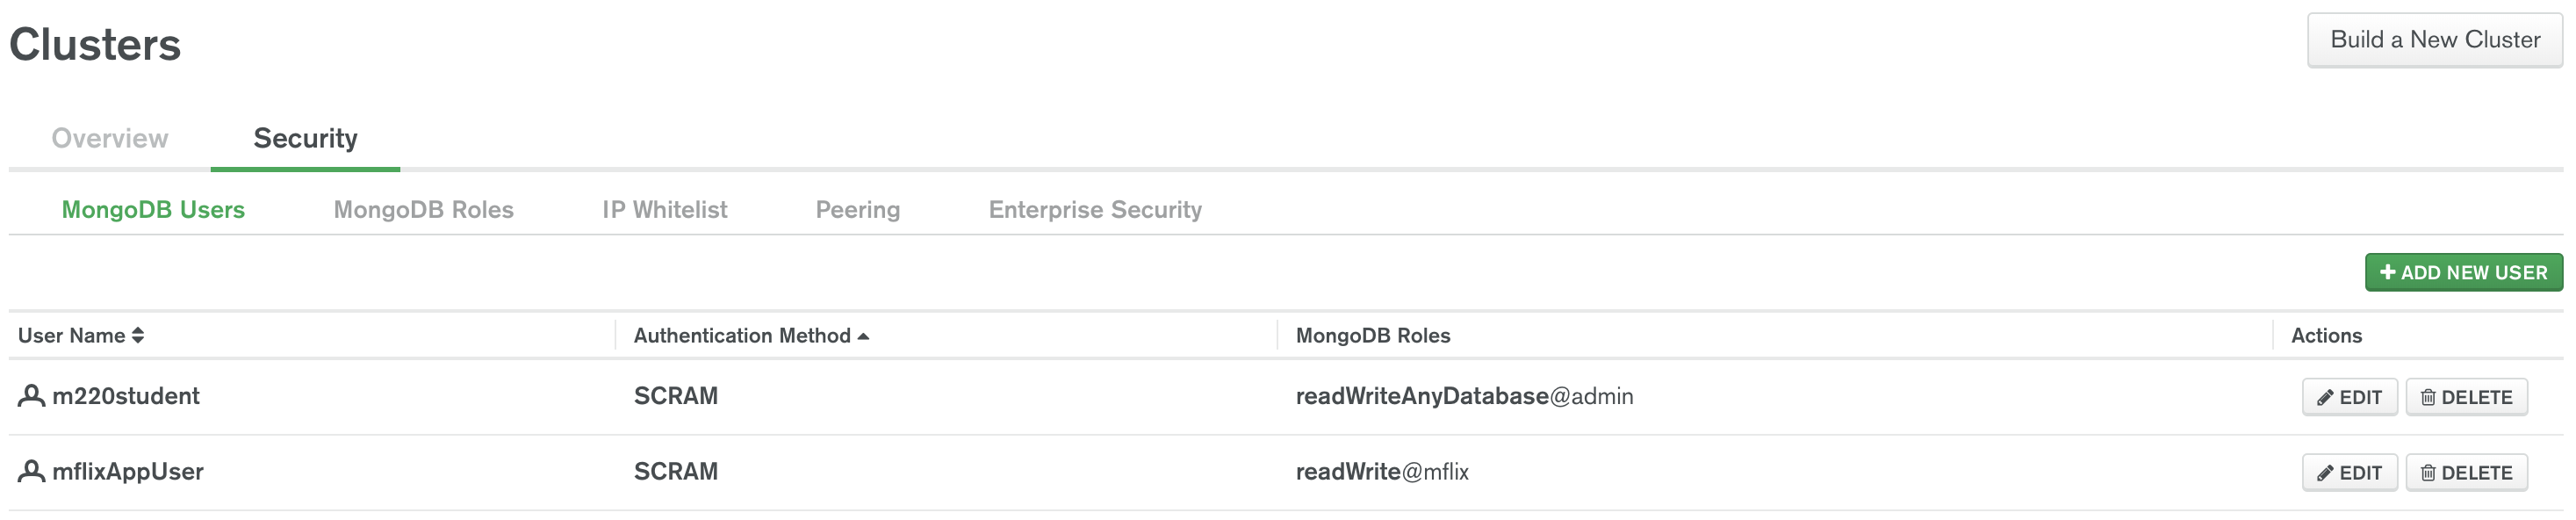 Clusters
Build a New Cluster
Overview Security
MongoDB Users MongoDB Roles IP Whitelist Peering Enterprise Security
+ ADD NEW USER
User Name Authentication Method MongoDB Roles Actions
m220student SCRAM readWriteAnyDatabase@admin EDIT DELETE
mflixAppUser SCRAM readWrite@mflix EDIT DELETE